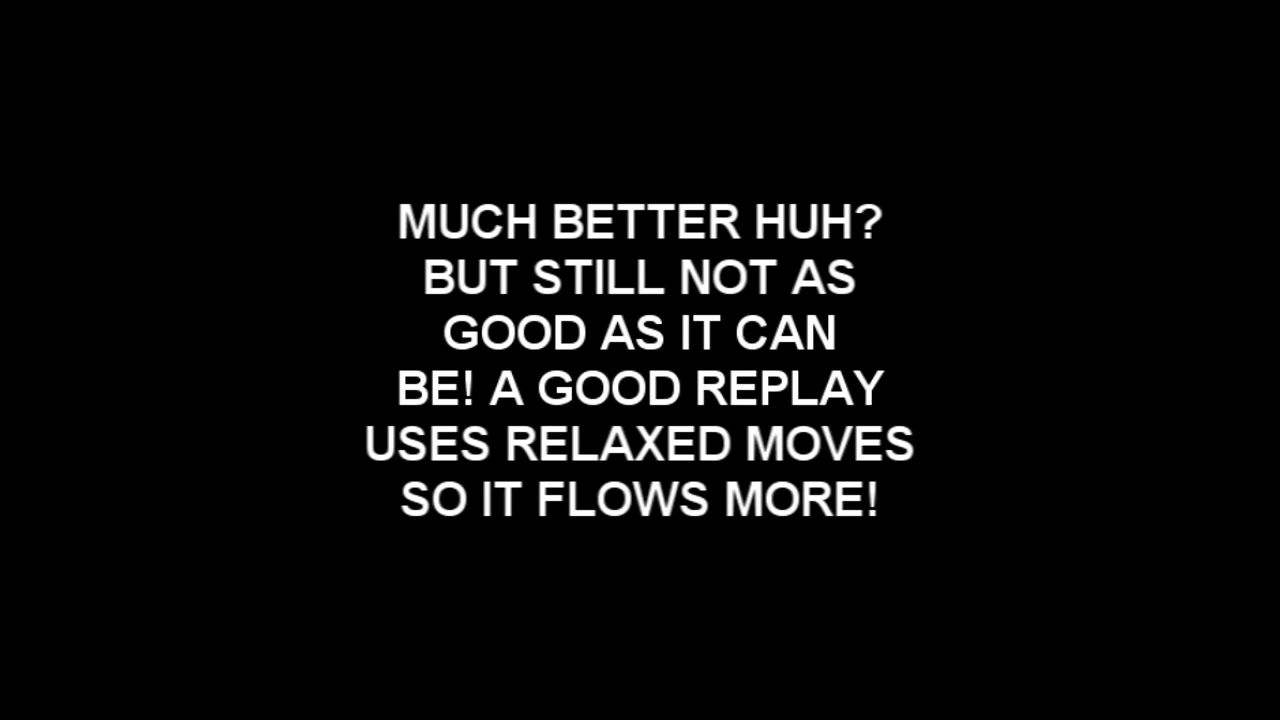 MUCH BETTER HUH?
BUT STILL NOT AS
GOOD AS IT CAN
BE! A GOOD REPLAY
USES RELAXED MOVES
SO IT FLOWS MORE!